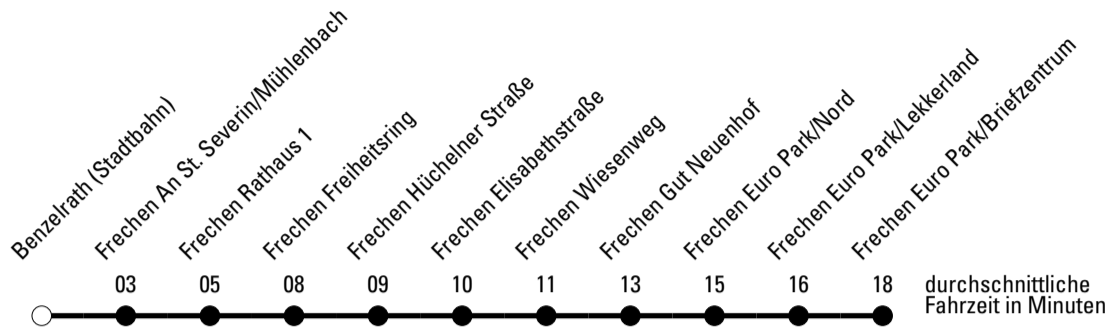 Benzelrath (Stadtbahn)
Frechen An St. Severin/Mühlenbach
Frechen Rathaus 1
Frechen Freiheitsring
Frechen Hüchelner Straße
Frechen Elisabethstraße
Frechen Wiesenweg
Frechen Gut Neuenhof
Frechen Euro Park/Nord
Frechen Euro Park/Lekkerland
Frechen Euro Park/Briefzentrum
03 05 08 09 10 11 13 15 16 18
durchschnittliche
Fahrzeit in Minuten